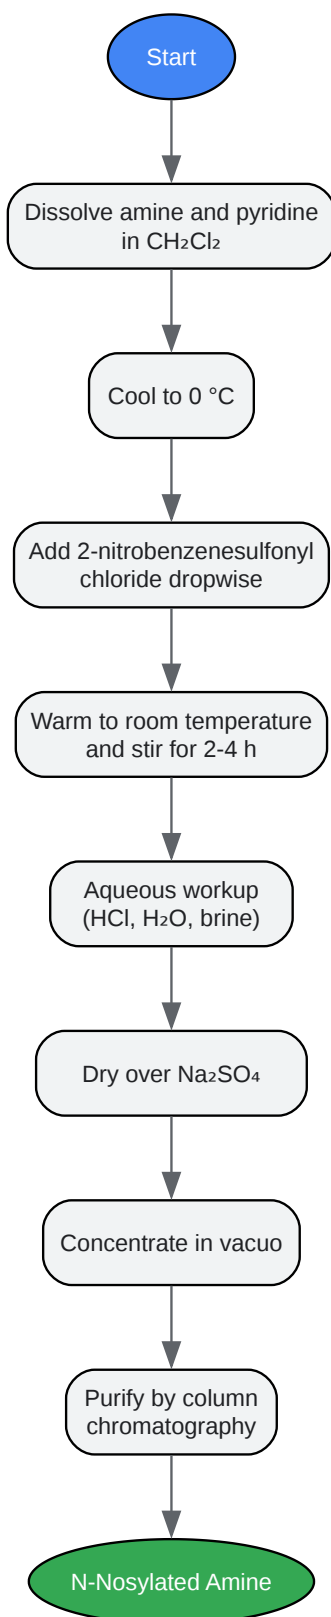 Start
Dissolve amine and pyridine
in CH₂Cl₂
Cool to 0 °C
Add 2-nitrobenzenesulfonyl
chloride dropwise
Warm to room temperature
and stir for 2-4 h
Aqueous workup
(HCl, H₂O, brine)
Dry over Na₂SO₄
Concentrate in vacuo
Purify by column
chromatography
N-Nosylated Amine